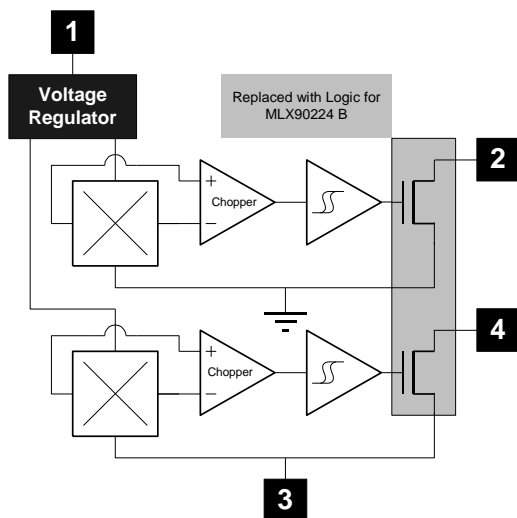 1
Voltage
Regulator
Replaced with Logic for
MLX90224 B
2
+
Chopper
−
4
+
Chopper
−
3